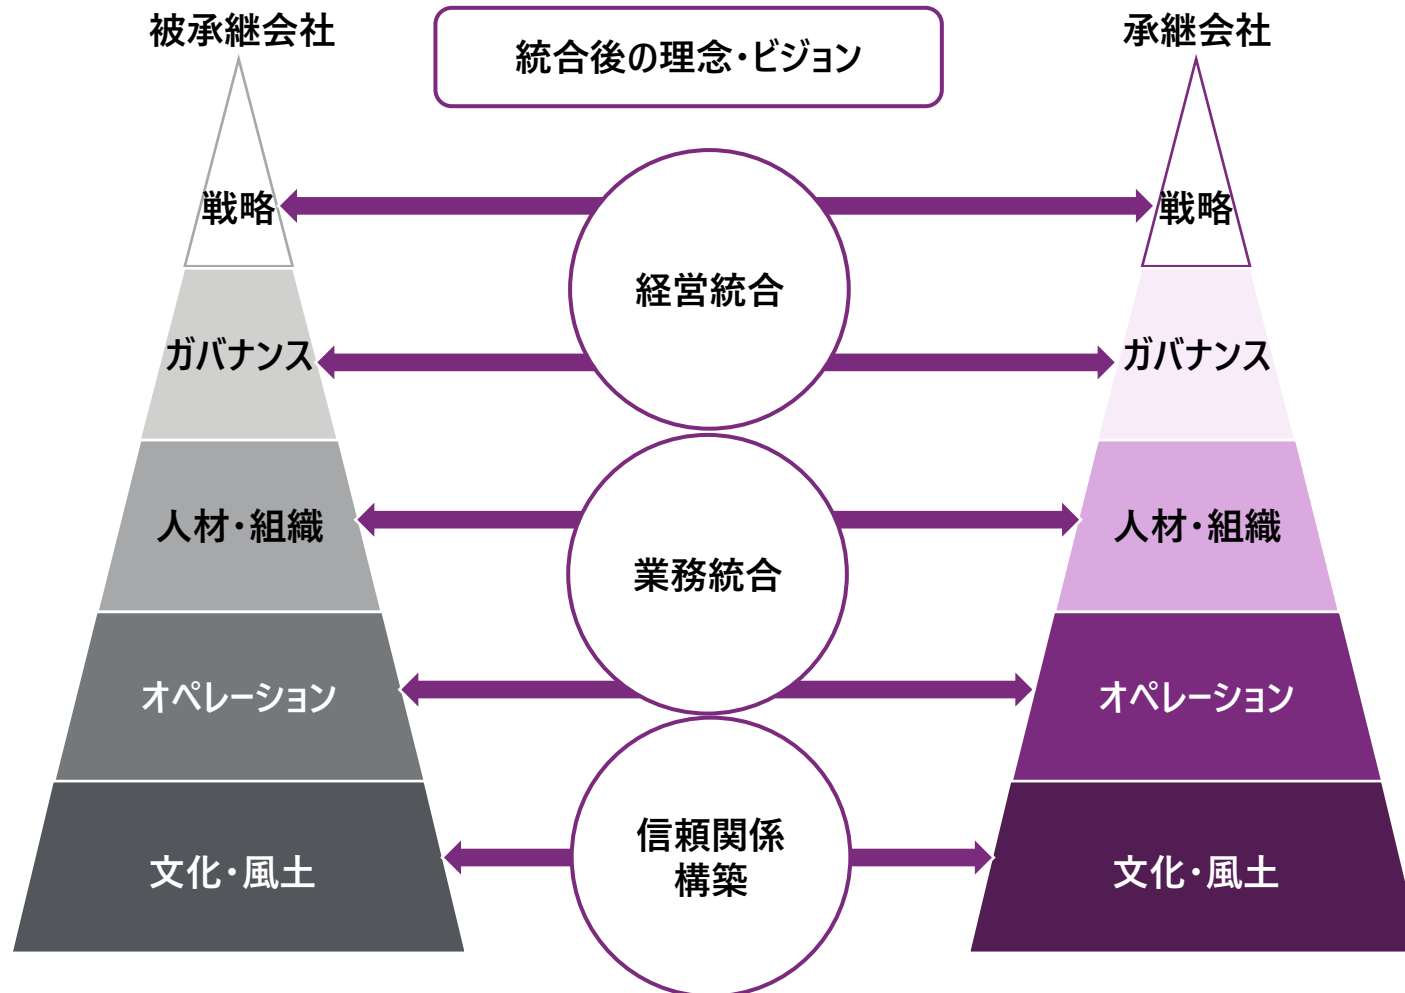 被承継会社
統合後の理念・ビジョン
承継会社
戦略
経営統合
戦略
ガバナンス
ガバナンス
人材・組織
業務統合
人材・組織
オペレーション
オペレーション
信頼関係
構築
文化・風土
文化・風土